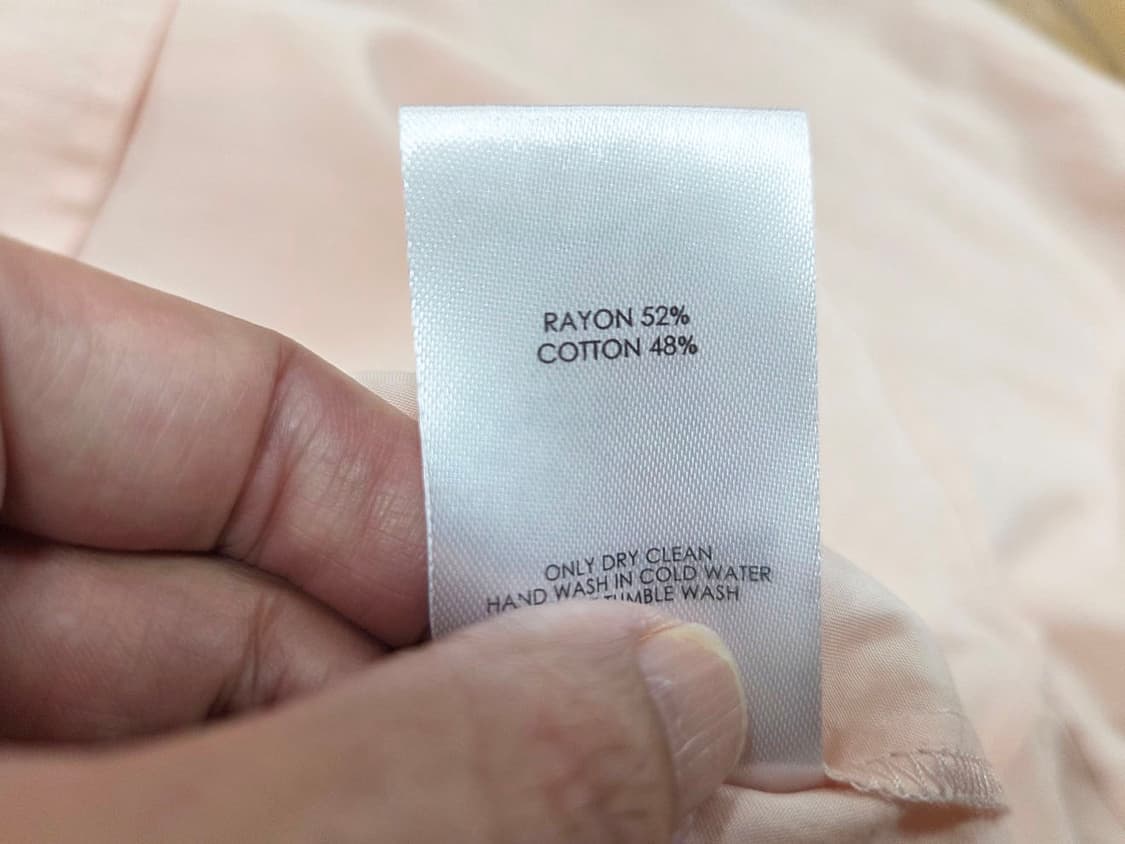 RAYON 52%
COTTON 48%
ONLY DRY CLEAN
HAND WASH IN COLD WATER
TUMBLE WASH